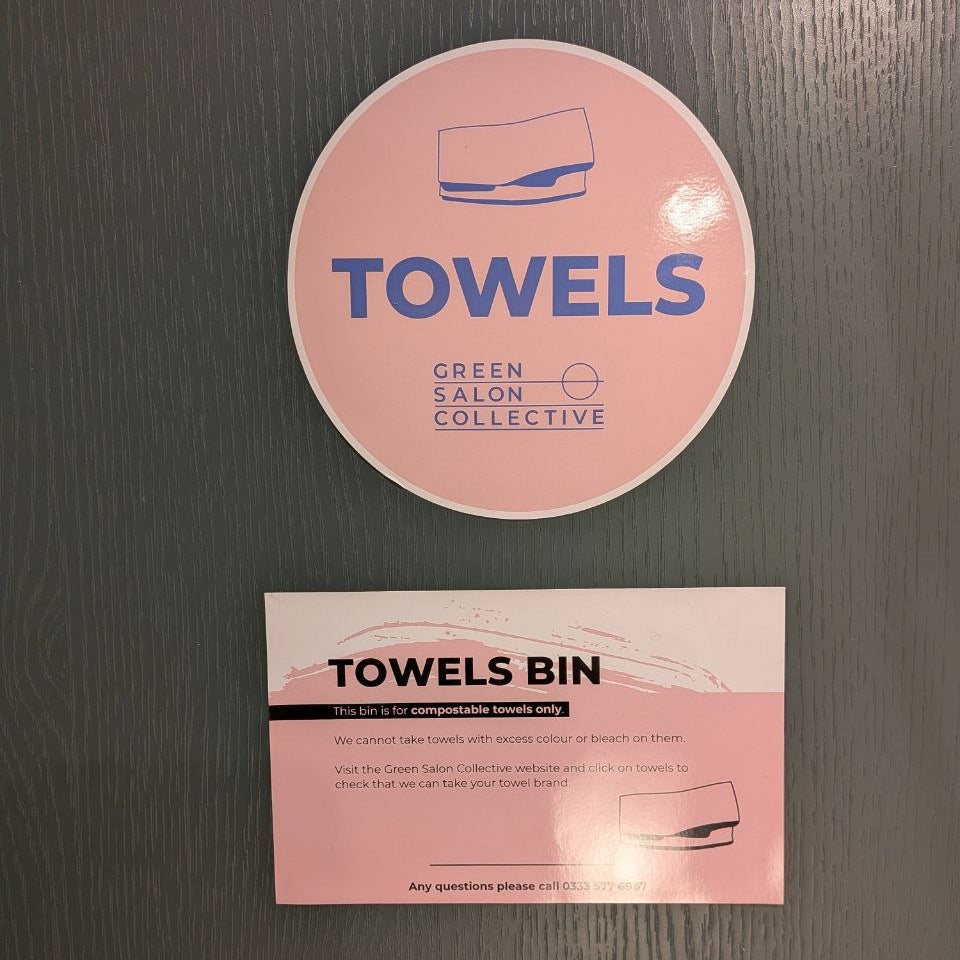 TOWELS
GREEN
SALON
COLLECTIVE
TOWELS BIN
This bin is for compostable towels only.
We cannot take towels with excess colour or bleach on them.
Visit the Green Salon Collective website and click on towels to
check that we can take your towel brand.
Any questions please call 0333 577 6957